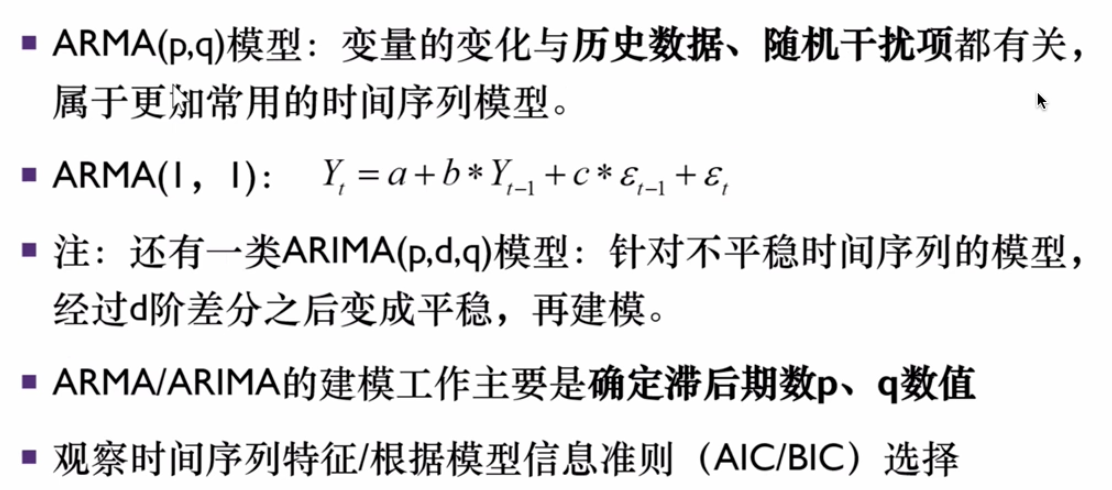 ■ ARMA(p,q)模型：变量的变化与历史数据、随机干扰项都有关，
属于更加常用的时间序列模型。
■ ARMA(1，1)： Y_t = a + b * Y_{t-1} + c * ε_{t-1} + ε_t
■ 注：还有一类ARIMA(p,d,q)模型：针对不平稳时间序列的模型，
经过d阶差分之后变成平稳，再建模。
■ ARMA/ARIMA的建模工作主要是确定滞后期数p、q数值
■ 观察时间序列特征/根据模型信息准则（AIC/BIC）选择